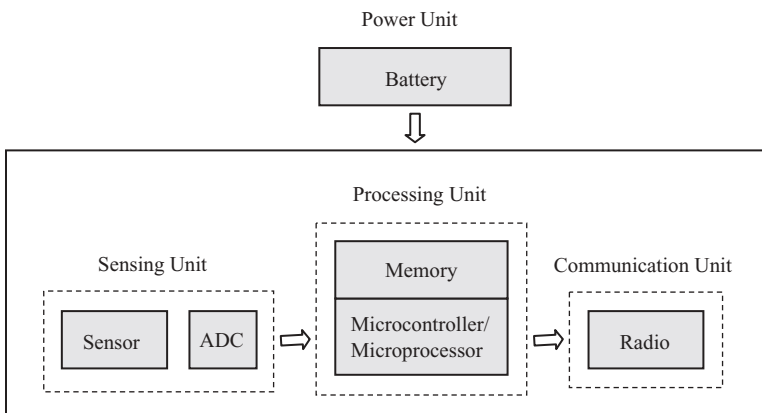 Power Unit
Battery
Processing Unit
Sensing Unit
Communication Unit
Memory
Sensor
ADC
Microcontroller/
Microprocessor
Radio